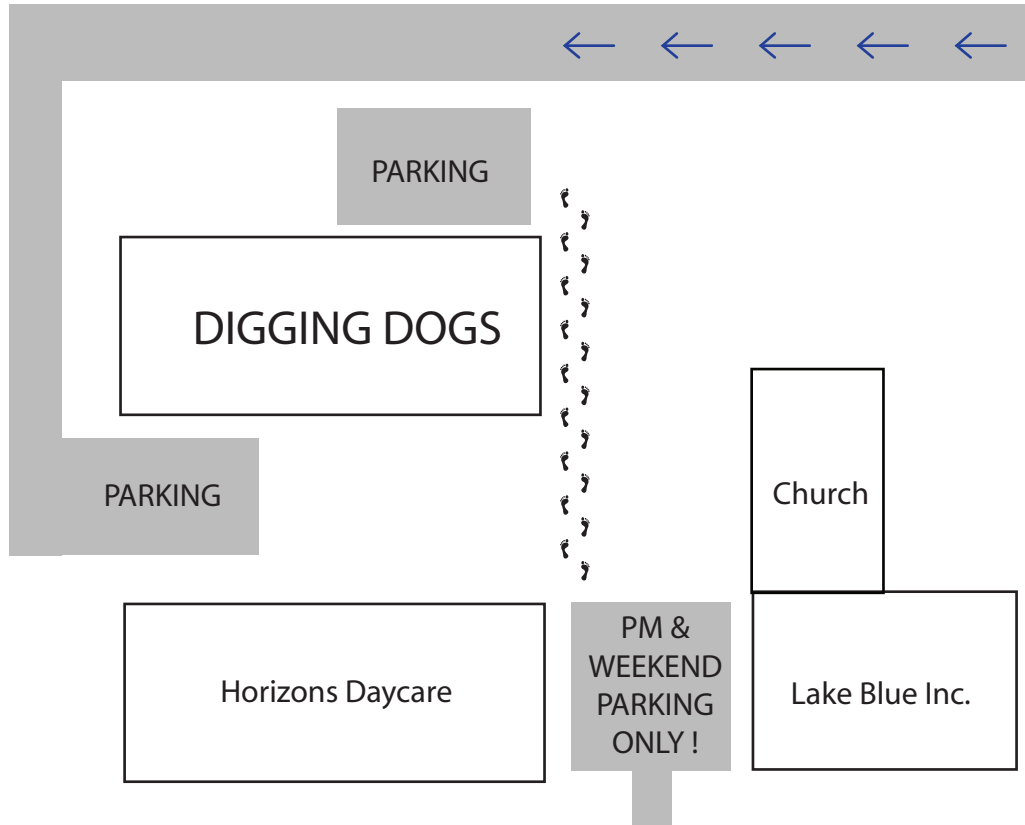 PARKING
DIGGING DOGS
PARKING
Church
PM &
WEEKEND
PARKING
ONLY !
Horizons Daycare
Lake Blue Inc.